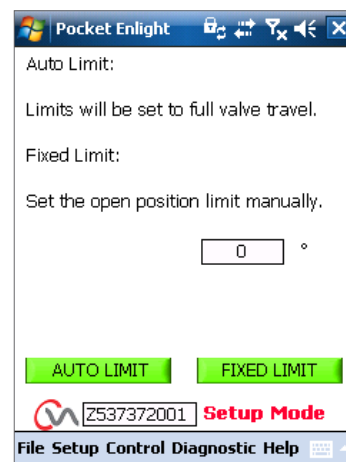 Pocket Enlight
Auto Limit:
Limits will be set to full valve travel.
Fixed Limit:
Set the open position limit manually.
0 °
AUTO LIMIT FIXED LIMIT
Z537372001 Setup Mode
File Setup Control Diagnostic Help